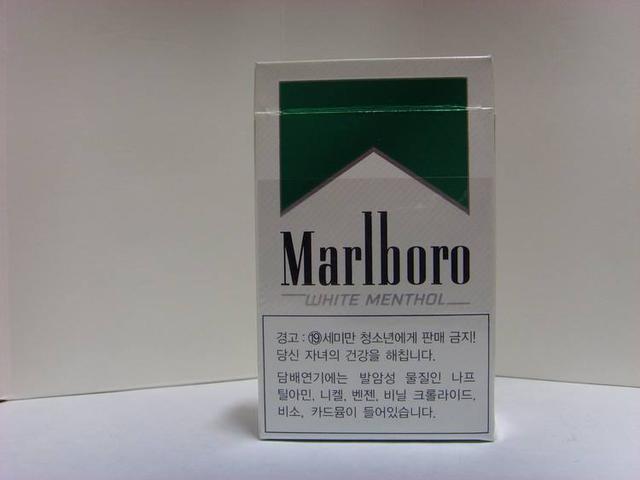 Marlboro
WHITE MENTHOL
경고 : ⑲세미만 청소년에게 판매 금지!
당신 자녀의 건강을 해칩니다.
담배연기에는 발암성 물질인 나프
틸아민, 니켈, 벤젠, 비닐 크롤라이드,
비소, 카드뮴이 들어있습니다.